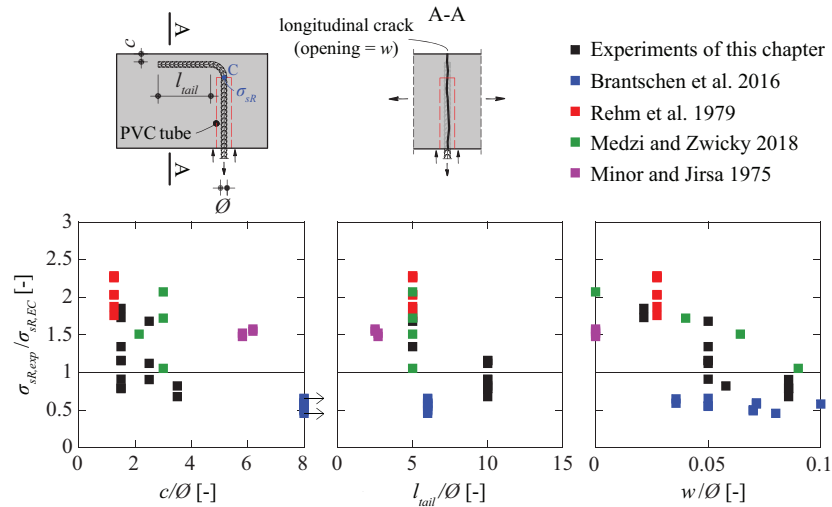 A
c
l_tail
C
σ_sR
PVC tube
A
Ø
A-A
longitudinal crack
(opening = w)
Experiments of this chapter
Brantschen et al. 2016
Rehm et al. 1979
Medzi and Zwicky 2018
Minor and Jirsa 1975
σ_sR,exp/σ_sR,EC [-]
3
2.5
2
1.5
1
0.5
0
0 2 4 6 8
c/Ø [-]
0 5 10 15
l_tail/Ø [-]
0 0.05 0.1
w/Ø [-]